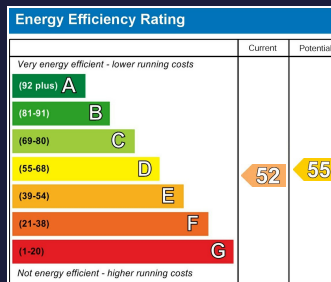 Energy Efficiency Rating
Current Potential
Very energy efficient - lower running costs
(92 plus) A
(81-91) B
(69-80) C
(55-68) D
52 55
(39-54) E
(21-38) F
(1-20) G
Not energy efficient - higher running costs